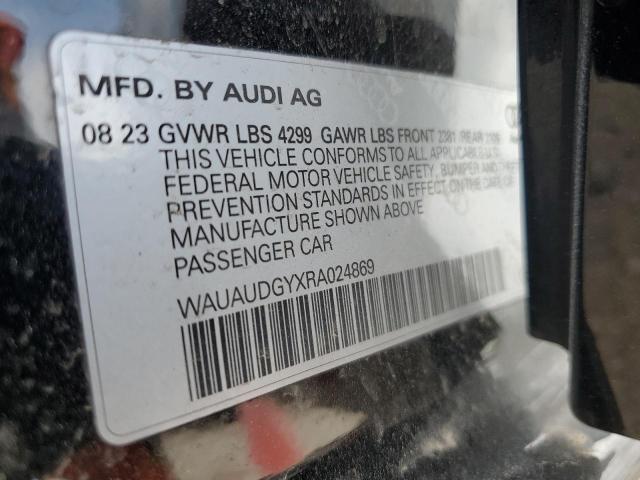 MFD. BY AUDI AG
08 23 GVWR LBS 4299 GAWR LBS FRONT 2381 REAR
THIS VEHICLE CONFORMS TO ALL APPLICABLE U.S.
FEDERAL MOTOR VEHICLE SAFETY, BUMPER AND THEFT
PREVENTION STANDARDS IN EFFECT ON THE DATE OF
MANUFACTURE SHOWN ABOVE
PASSENGER CAR
WAUAUDGYXRA024869